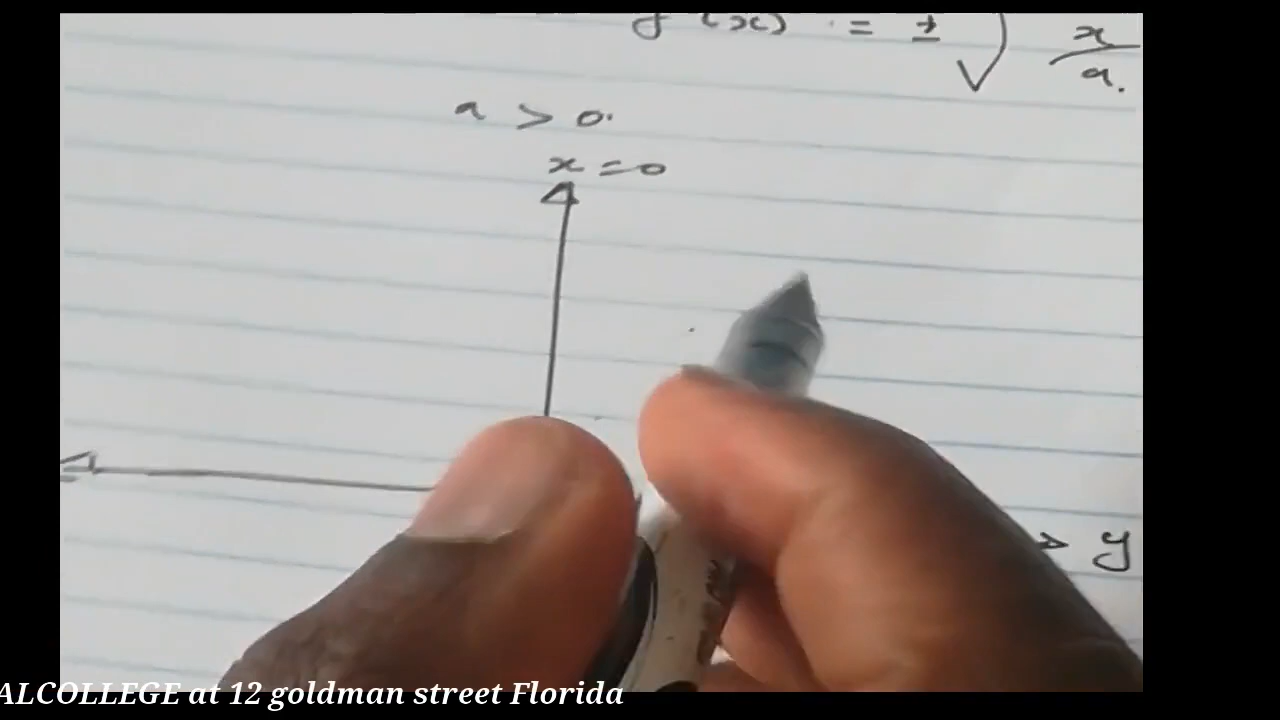 (x) = ± √ x/a.
a > 0.
x = 0
y
ALCOLLEGE at 12 goldman street Florida